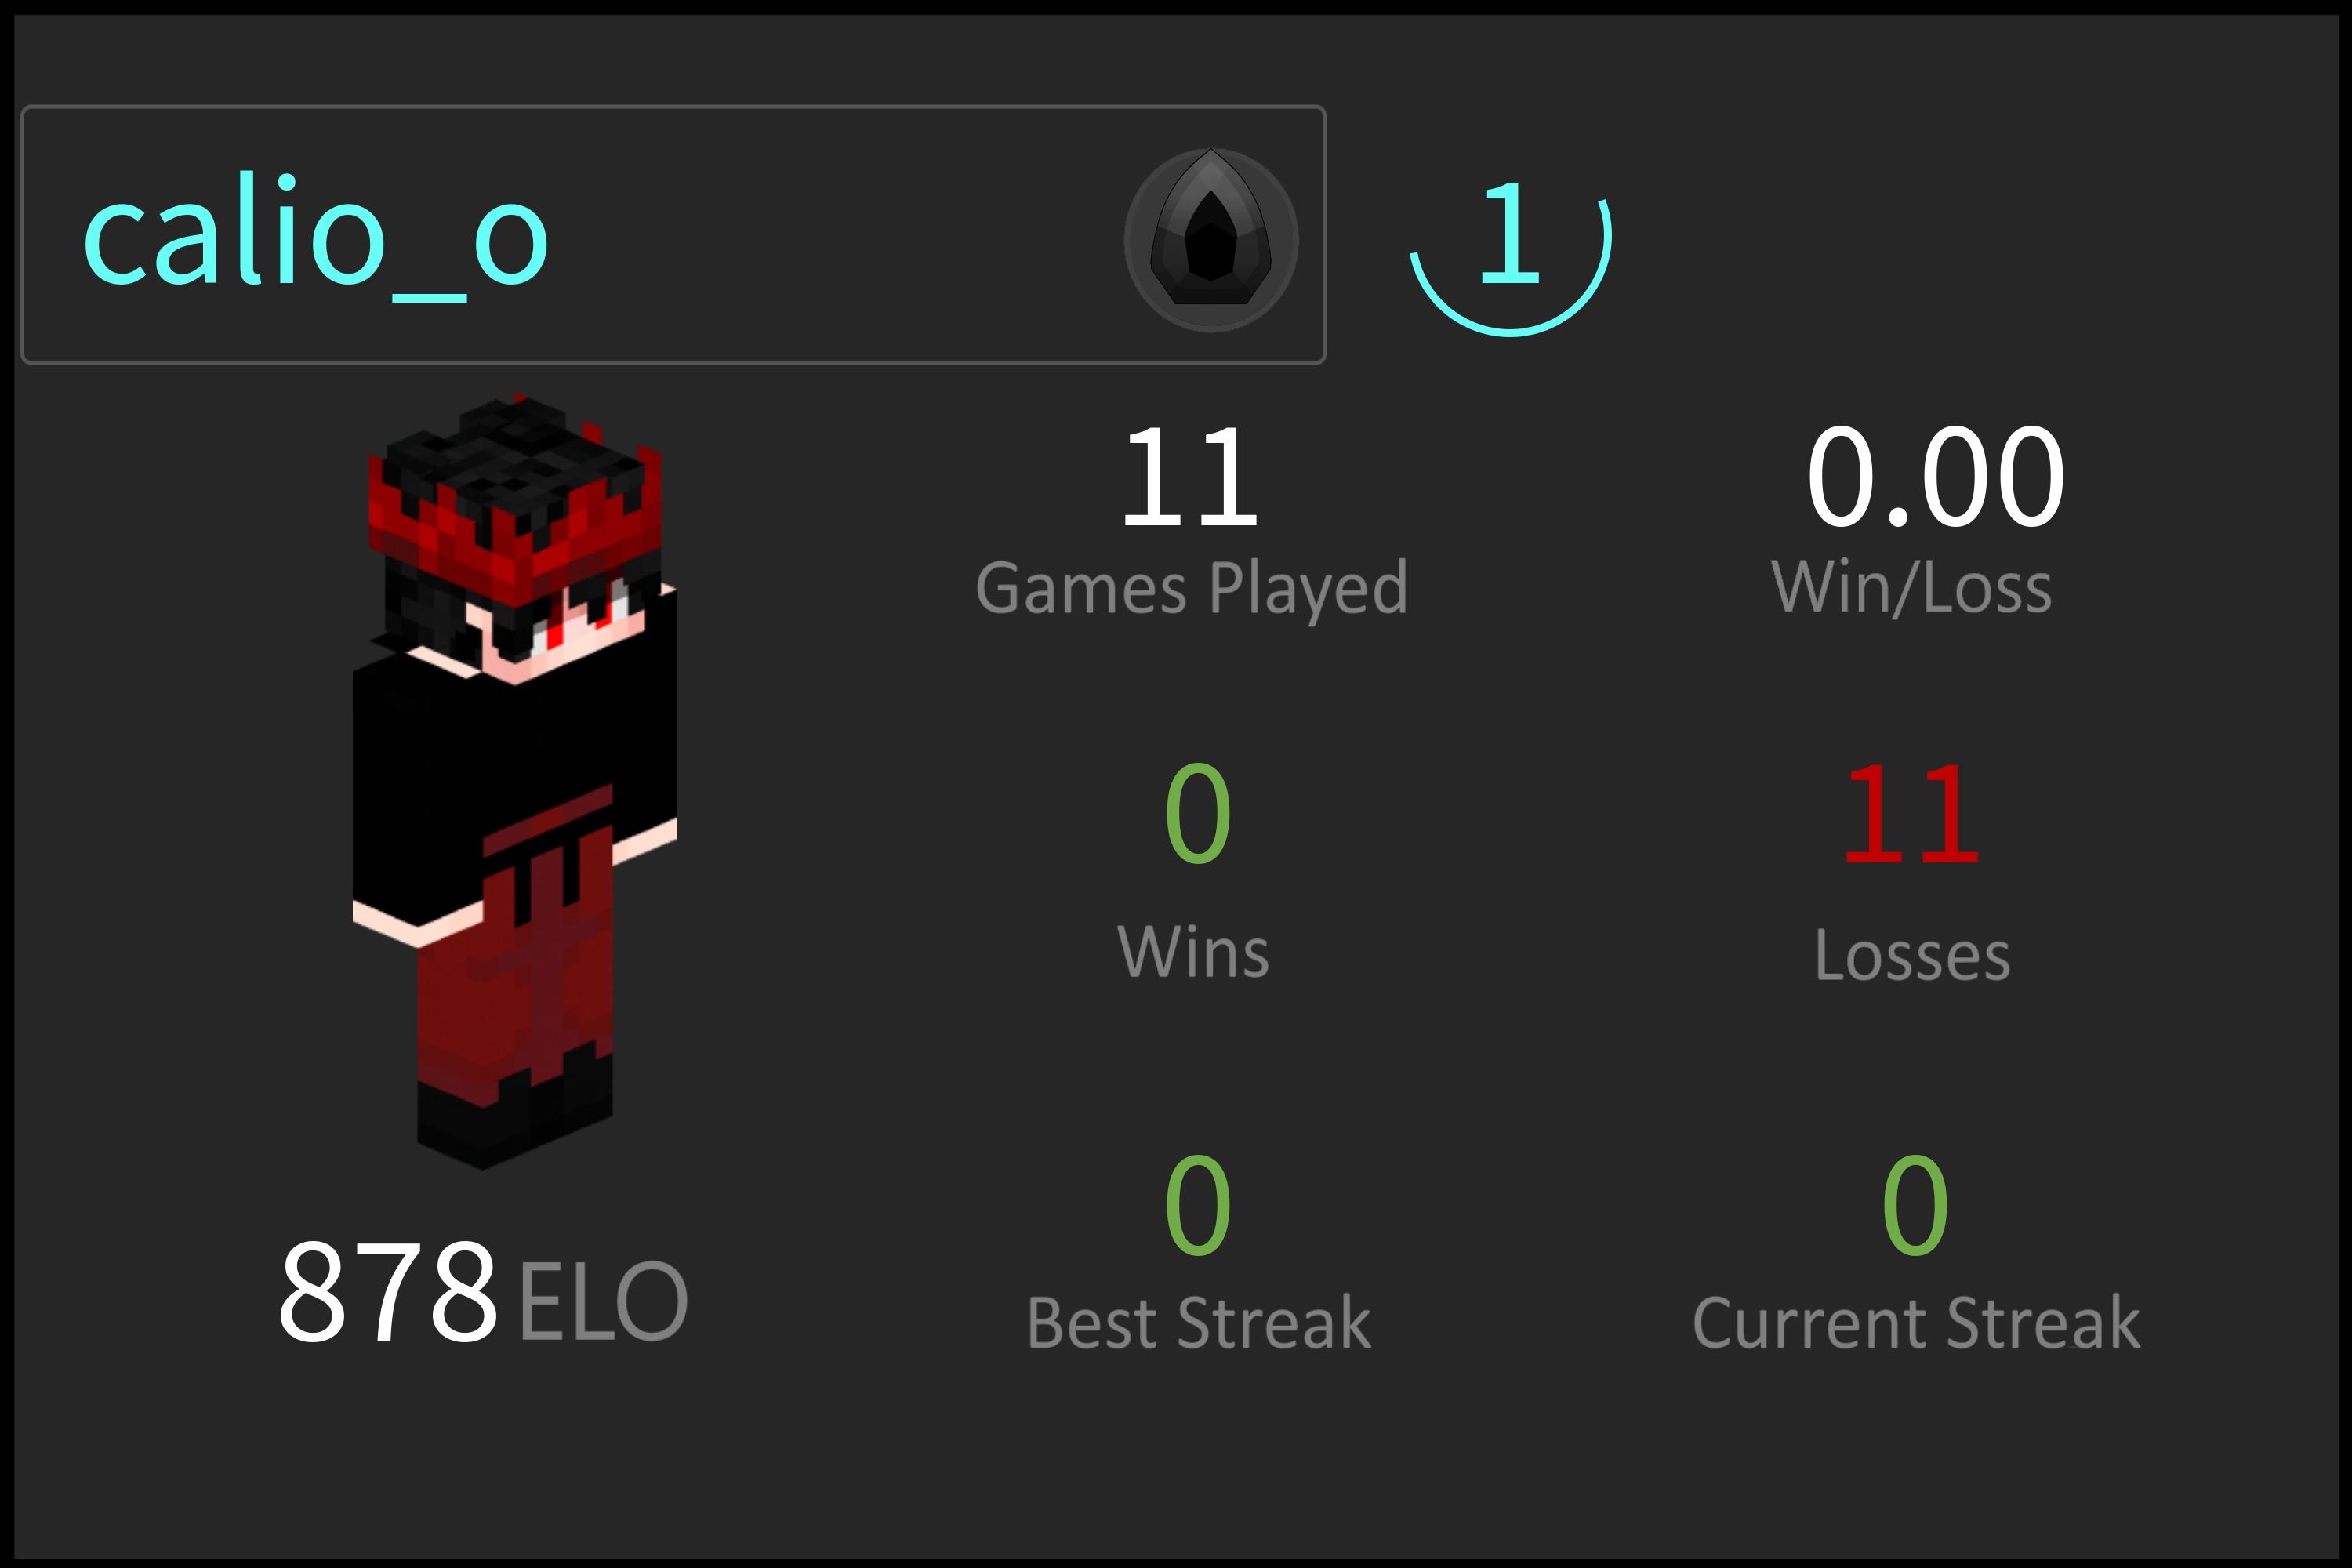 calio_o
1
11
0.00
Games Played
Win/Loss
0
11
Wins
Losses
0
0
878 ELO
Best Streak
Current Streak